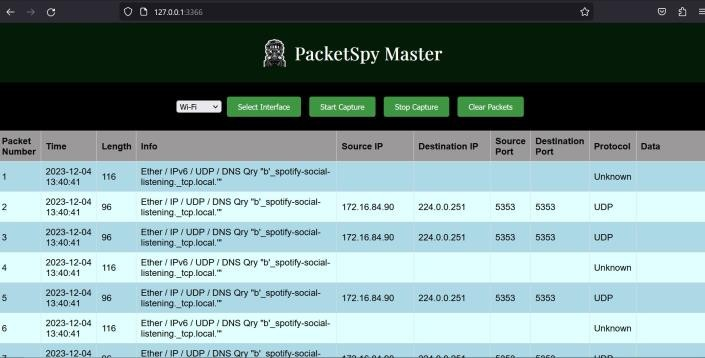 127.0.0.1:3366
PacketSpy Master
Wi-Fi Select Interface Start Capture Stop Capture Clear Packets
Packet Number Time Length Info Source IP Destination IP Source Port Destination Port Protocol Data
1 2023-12-04 13:40:41 116 Ether / IPv6 / UDP / DNS Qry "b'_spotify-social-listening._tcp.local.'" Unknown
2 2023-12-04 13:40:41 96 Ether / IP / UDP / DNS Qry "b'_spotify-social-listening._tcp.local.'" 172.16.84.90 224.0.0.251 5353 5353 UDP
3 2023-12-04 13:40:41 96 Ether / IP / UDP / DNS Qry "b'_spotify-social-listening._tcp.local.'" 172.16.84.90 224.0.0.251 5353 5353 UDP
4 2023-12-04 13:40:41 116 Ether / IPv6 / UDP / DNS Qry "b'_spotify-social-listening._tcp.local.'" Unknown
5 2023-12-04 13:40:41 96 Ether / IP / UDP / DNS Qry "b'_spotify-social-listening._tcp.local.'" 172.16.84.90 224.0.0.251 5353 5353 UDP
6 2023-12-04 13:40:41 116 Ether / IPv6 / UDP / DNS Qry "b'_spotify-social-listening._tcp.local.'" Unknown
2023-12-04 Ether / IP / UDP / DNS Qry "b'_spotify-social-